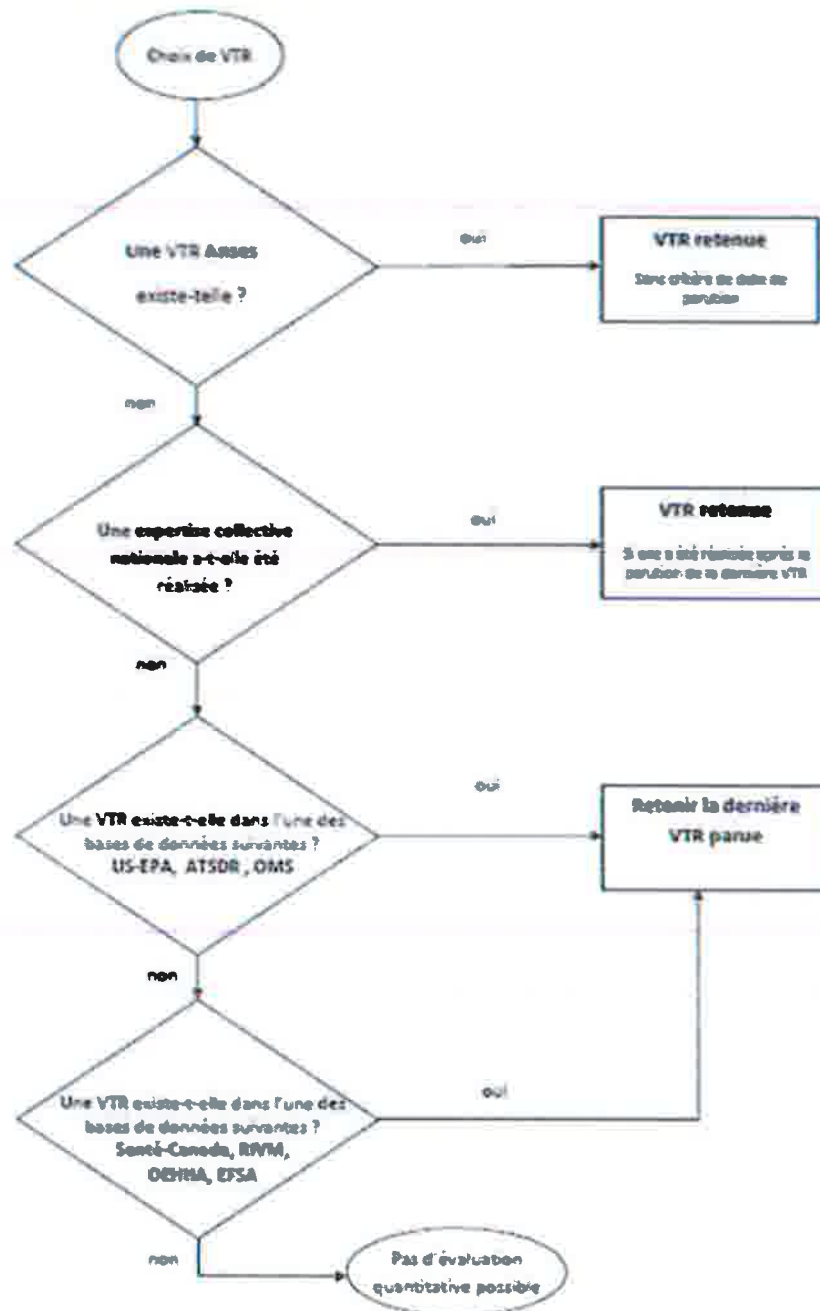 Choix de VTR
Une VTR Anses
existe-telle ?
oui
VTR retenue
Sans critère de date de
parution
non
Une expertise collective
nationale a-t-elle été
réalisée ?
oui
VTR retenue
Si elle a été réalisée après la
parution de la dernière VTR
non
Une VTR existe-t-elle dans l'une des
bases de données suivantes ?
US-EPA, ATSDR , OMS
oui
Retenir la dernière
VTR parue
non
Une VTR existe-t-elle dans l'une des
bases de données suivantes ?
Santé-Canada, RIVM,
OEHHA, EFSA
oui
non
Pas d'évaluation
quantitative possible